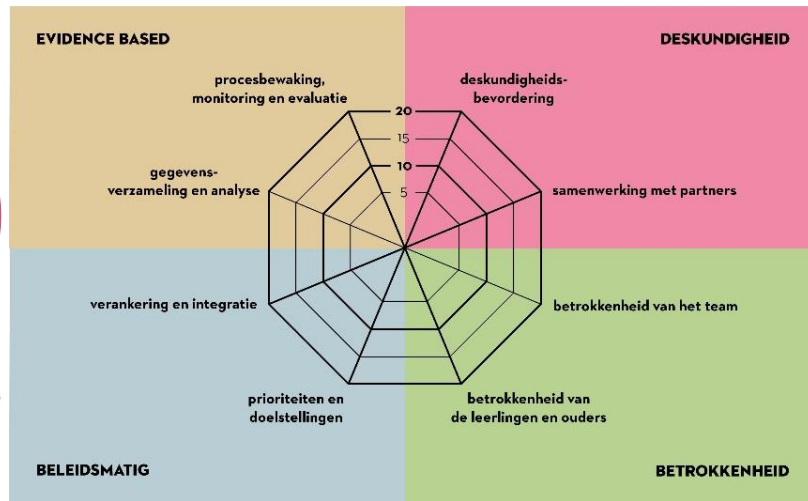 EVIDENCE BASED
DESKUNDIGHEID
procesbewaking,
monitoring en evaluatie
deskundigheids-
bevordering
20
15
10
5
gegevens-
verzameling en analyse
samenwerking met partners
verankering en integratie
betrokkenheid van het team
prioriteiten en
doelstellingen
betrokkenheid van
de leerlingen en ouders
BELEIDSMATIG
BETROKKENHEID